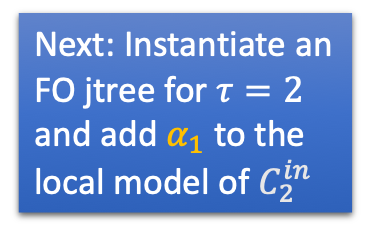 Next: Instantiate an
FO jtree for τ = 2
and add α₁ to the
local model of C₂ⁱⁿ